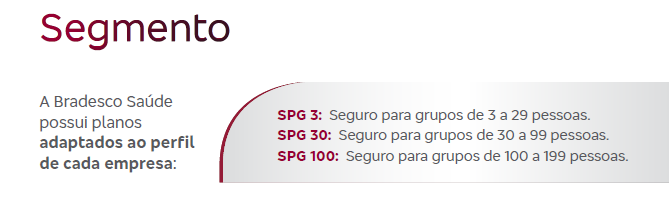 Segmento
A Bradesco Saúde
possui planos
adaptados ao perfil
de cada empresa:
SPG 3: Seguro para grupos de 3 a 29 pessoas.
SPG 30: Seguro para grupos de 30 a 99 pessoas.
SPG 100: Seguro para grupos de 100 a 199 pessoas.